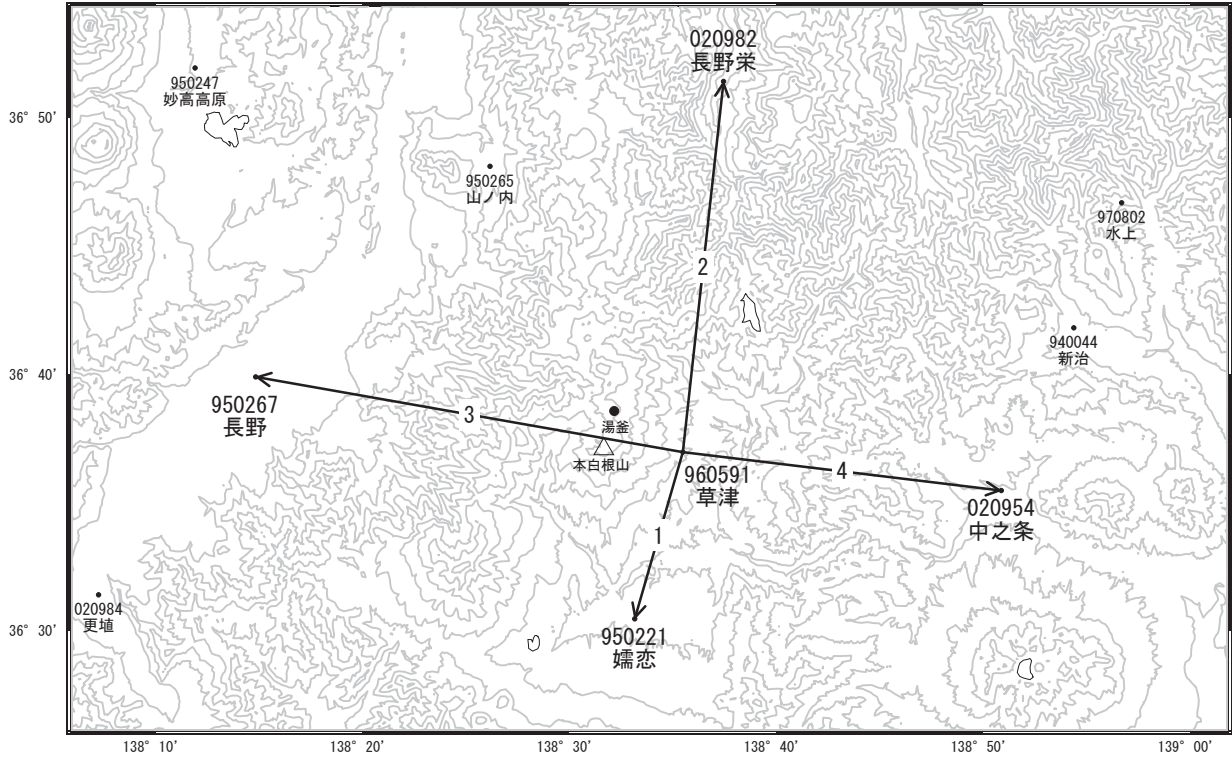 020982
長野栄
950247
妙高高原
36° 50'
950265
山ノ内
970802
水上
2
940044
新治
36° 40'
950267
長野
3
湯釜
本白根山
960591
草津
4
020954
中之条
1
020984
更埴
36° 30'
950221
嬬恋
138° 10'
138° 20'
138° 30'
138° 40'
138° 50'
139° 00'